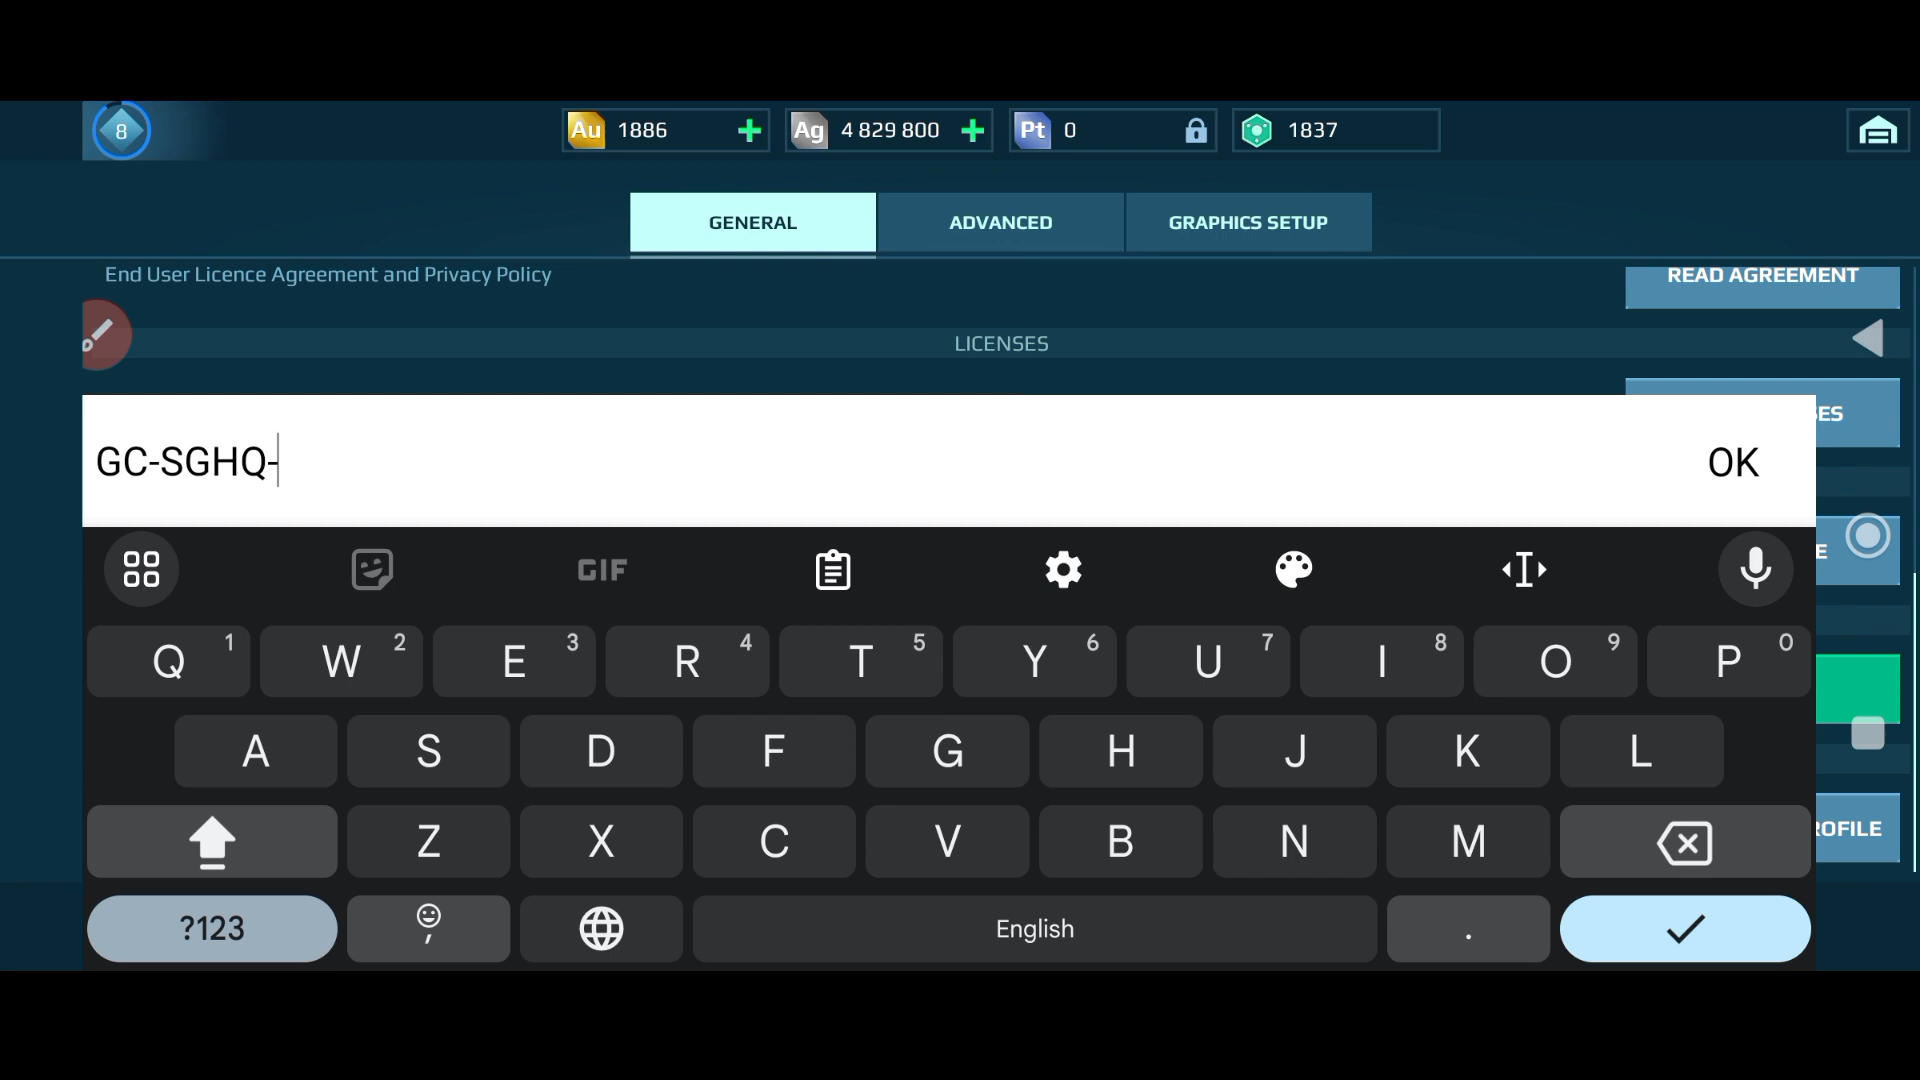 8
Au 1886 + Ag 4 829 800 + Pt 0 1837
GENERAL ADVANCED GRAPHICS SETUP
End User Licence Agreement and Privacy Policy READ AGREEMENT
LICENSES
GC-SGHQ- OK
GIF
Q 1 W 2 E 3 R 4 T 5 Y 6 U 7 I 8 O 9 P 0
A S D F G H J K L
Z X C V B N M
?123 , English .